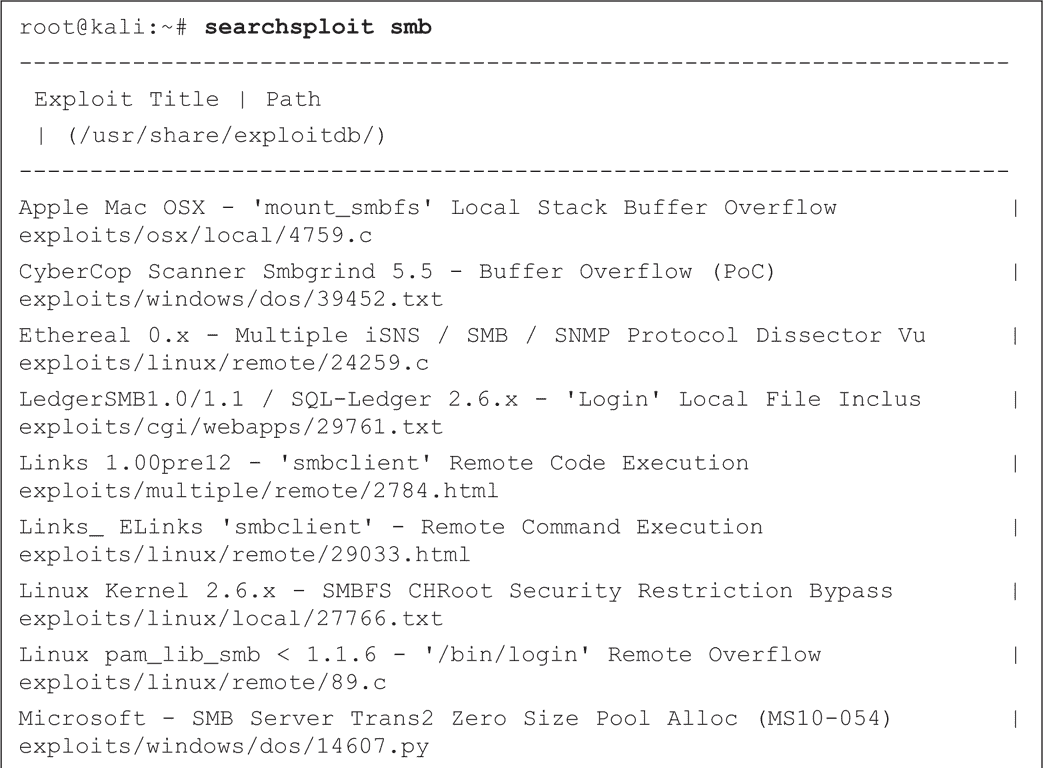 root@kali:~# searchsploit smb
---------------------------------------------------------------------
Exploit Title | Path
| (/usr/share/exploitdb/)
---------------------------------------------------------------------
Apple Mac OSX - 'mount_smbfs' Local Stack Buffer Overflow |
exploits/osx/local/4759.c
CyberCop Scanner Smbgrind 5.5 - Buffer Overflow (PoC) |
exploits/windows/dos/39452.txt
Ethereal 0.x - Multiple iSNS / SMB / SNMP Protocol Dissector Vu |
exploits/linux/remote/24259.c
LedgerSMB1.0/1.1 / SQL-Ledger 2.6.x - 'Login' Local File Inclus |
exploits/cgi/webapps/29761.txt
Links 1.00pre12 - 'smbclient' Remote Code Execution |
exploits/multiple/remote/2784.html
Links_ ELinks 'smbclient' - Remote Command Execution |
exploits/linux/remote/29033.html
Linux Kernel 2.6.x - SMBFS CHRoot Security Restriction Bypass |
exploits/linux/local/27766.txt
Linux pam_lib_smb < 1.1.6 - '/bin/login' Remote Overflow |
exploits/linux/remote/89.c
Microsoft - SMB Server Trans2 Zero Size Pool Alloc (MS10-054) |
exploits/windows/dos/14607.py